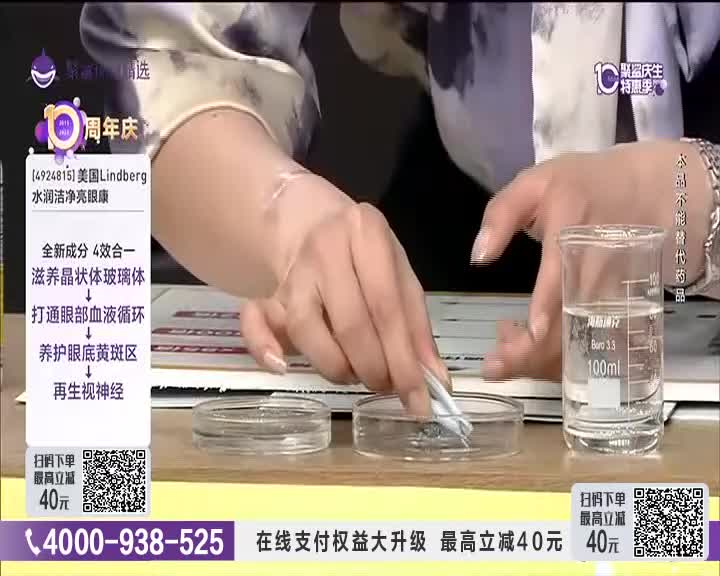 精选
10
聚鲨庆生
特惠季
10
周年庆
[4924815] 美国Lindberg
水润洁净亮眼康
全新成分 4效合一
滋养晶状体玻璃体
↓
打通眼部血液循环
↓
养护眼底黄斑区
↓
再生视神经
本品不能替代药品
Boro 3.3
100ml
扫码下单
最高立减
40元
扫码下单
最高立减
40元
4000-938-525
在线支付权益大升级 最高立减40元